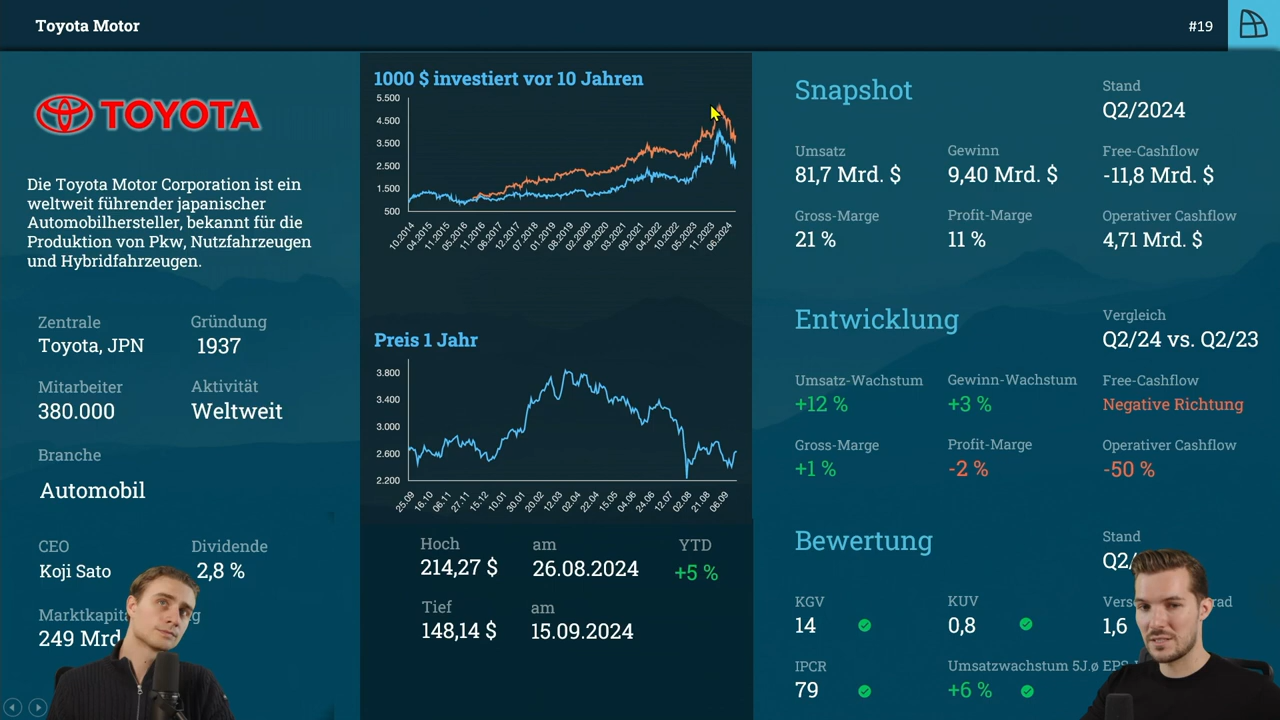 Toyota Motor
#19
TOYOTA
Die Toyota Motor Corporation ist ein
weltweit führender japanischer
Automobilhersteller, bekannt für die
Produktion von Pkw, Nutzfahrzeugen
und Hybridfahrzeugen.
Zentrale
Gründung
Toyota, JPN
1937
Mitarbeiter
Aktivität
380.000
Weltweit
Branche
Automobil
CEO
Dividende
Koji Sato
2,8 %
249 Mrd
1000 $ investiert vor 10 Jahren
5.500
4.500
3.500
2.500
1.500
500
10.2014 04.2015 11.2015 05.2016 11.2016 06.2017 12.2017 07.2018 01.2019 08.2019 02.2020 09.2020 03.2021 09.2021 04.2022 10.2022 05.2023 11.2023 06.2024
Preis 1 Jahr
3.800
3.400
3.000
2.600
2.200
25.09 16.10 06.11 27.11 15.12 10.01 30.01 20.02 12.03 02.04 22.04 15.05 04.06 24.06 12.07 02.08 21.08 06.09
Hoch
am
YTD
214,27 $
26.08.2024
+5 %
Tief
am
148,14 $
15.09.2024
Snapshot
Stand
Q2/2024
Umsatz
Gewinn
Free-Cashflow
81,7 Mrd. $
9,40 Mrd. $
-11,8 Mrd. $
Gross-Marge
Profit-Marge
Operativer Cashflow
21 %
11 %
4,71 Mrd. $
Entwicklung
Vergleich
Q2/24 vs. Q2/23
Umsatz-Wachstum
Gewinn-Wachstum
Free-Cashflow
+12 %
+3 %
Negative Richtung
Gross-Marge
Profit-Marge
Operativer Cashflow
+1 %
-2 %
-50 %
Bewertung
Stand
Q2/
KGV
KUV
14
0,8
1,6
IPCR
Umsatzwachstum 5J.ø
79
+6 %